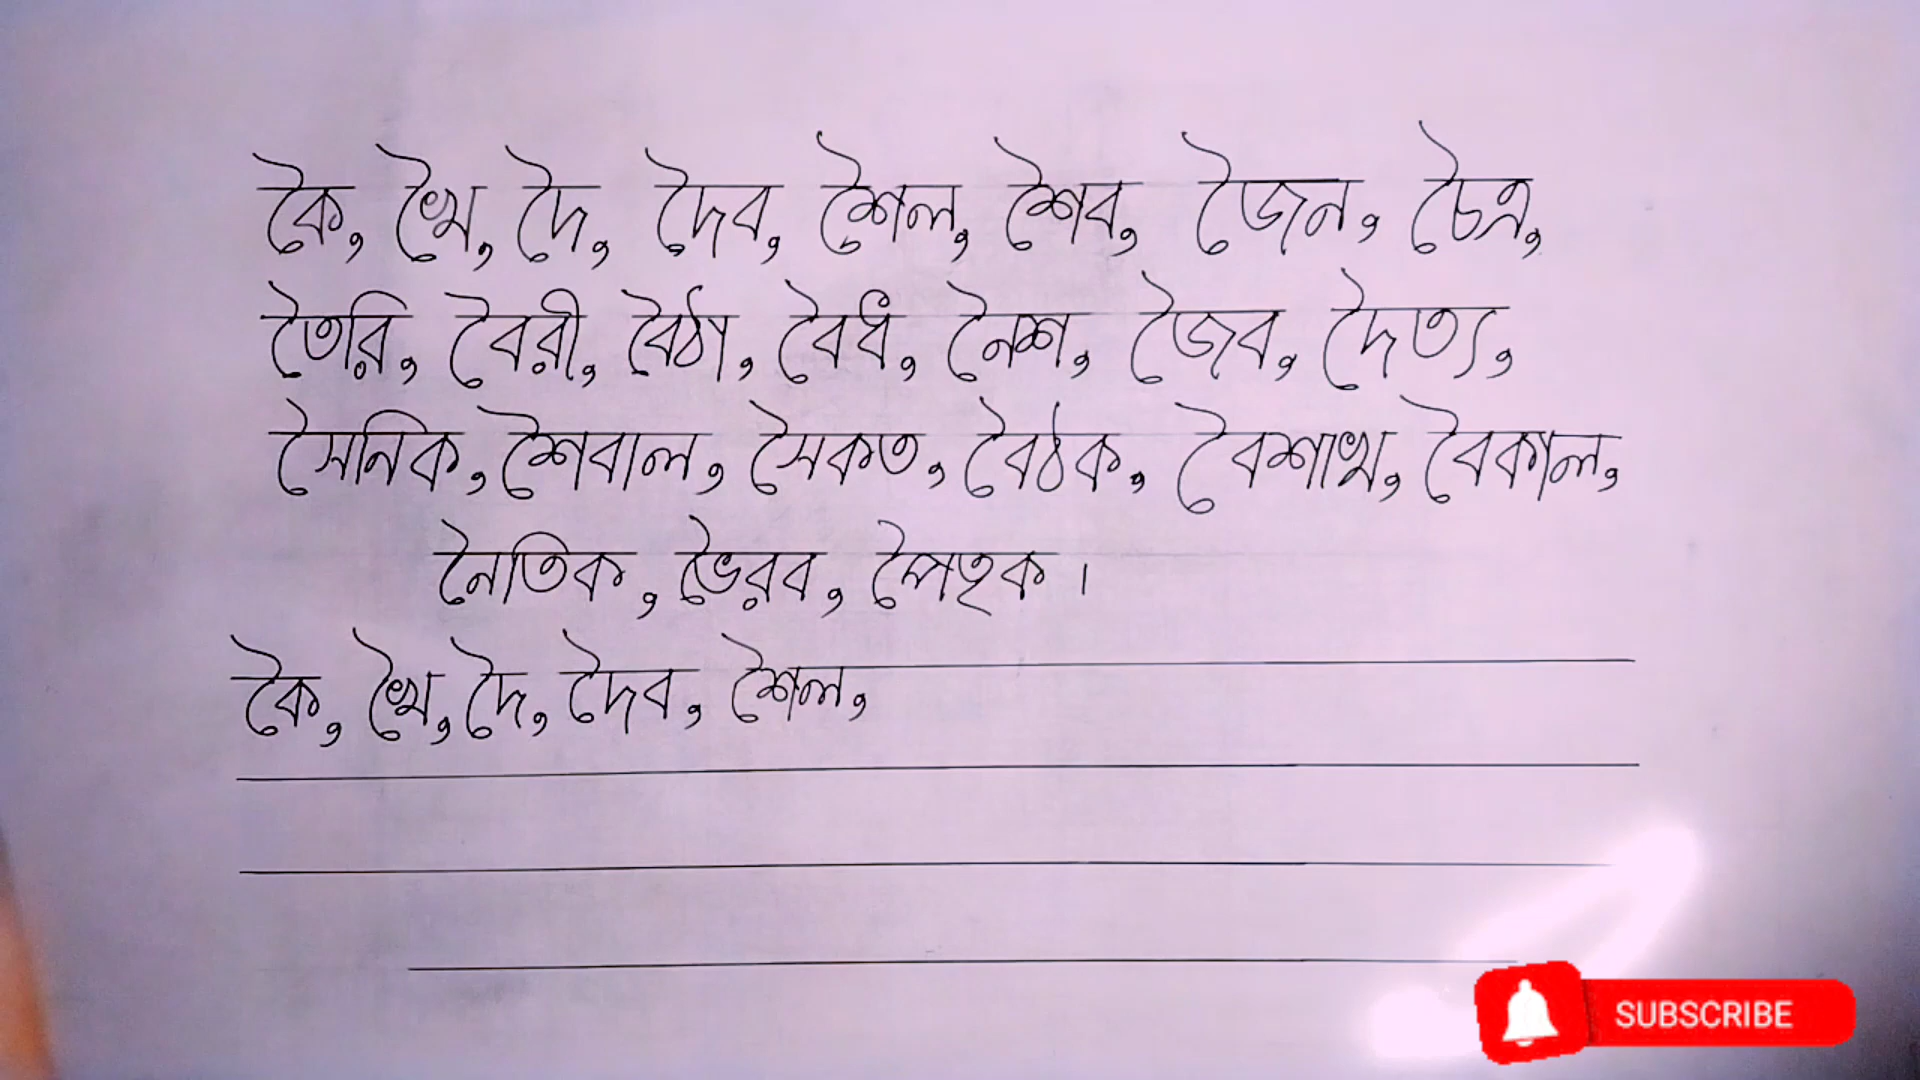 কৈ, খৈ, দৈ, দৈব, শৈল, শৈব, জৈন, চৈত্র,
তৈরি, বৈরী, বৈঠা, বৈধ, নৈশ, জৈব, দৈত্য,
সৈনিক, শৈবাল, সৈকত, বৈঠক, বৈশাখ, বৈকাল,
নৈতিক, ভৈরব, পৈতৃক।
কৈ, খৈ, দৈ, দৈব, শৈল,
SUBSCRIBE